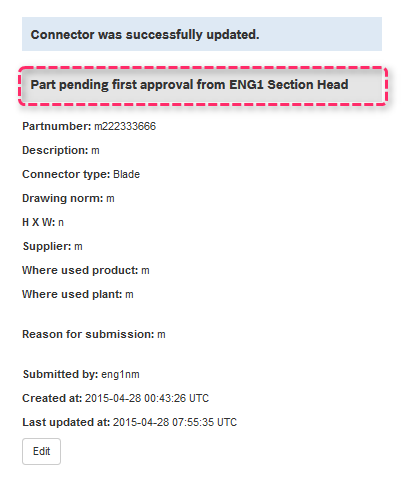 Connector was successfully updated.
Part pending first approval from ENG1 Section Head
Partnumber: m222333666
Description: m
Connector type: Blade
Drawing norm: m
H X W: n
Supplier: m
Where used product: m
Where used plant: m
Reason for submission: m
Submitted by: eng1nm
Created at: 2015-04-28 00:43:26 UTC
Last updated at: 2015-04-28 07:55:35 UTC
Edit